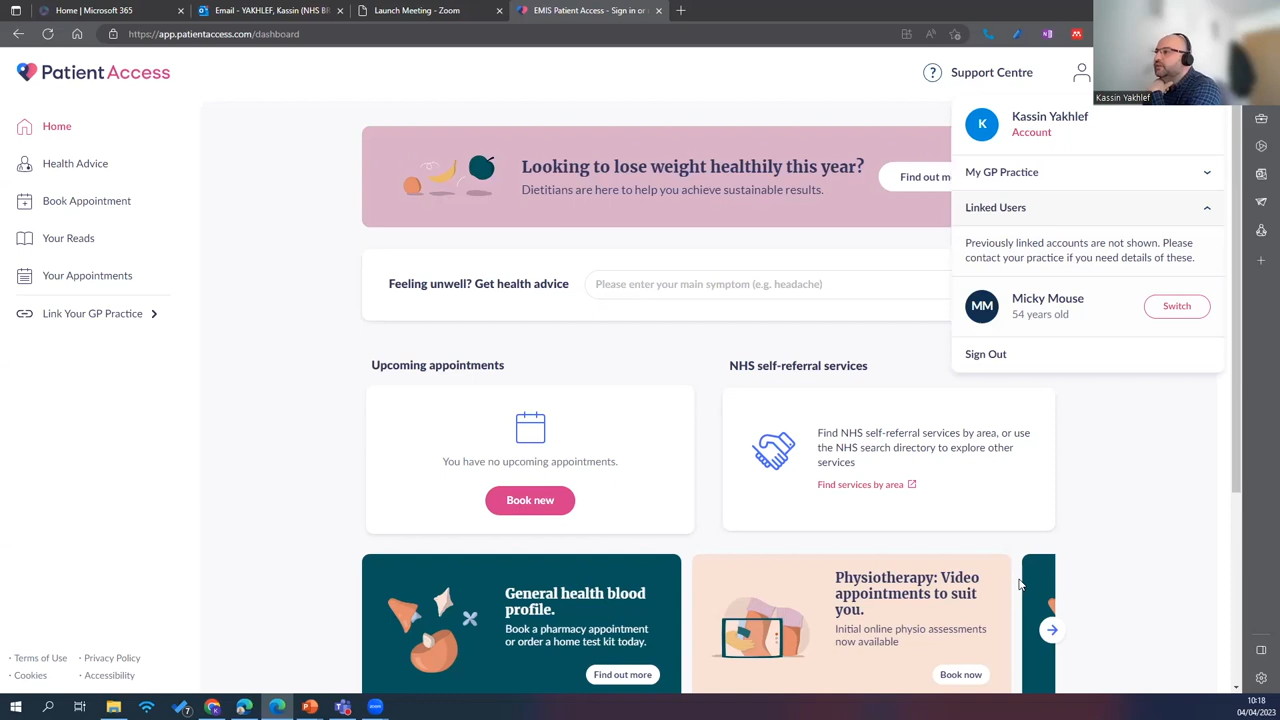 Home | Microsoft 365
Email - YAKHLEF, Kassin (NHS BR
Launch Meeting - Zoom
EMIS Patient Access - Sign in or
https://app.patientaccess.com/dashboard
PatientAccess
Support Centre
Kassin Yakhlef
Home
Health Advice
Book Appointment
Your Reads
Your Appointments
Link Your GP Practice
Looking to lose weight healthily this year?
Dietitians are here to help you achieve sustainable results.
Find out m
K
Kassin Yakhlef
Account
My GP Practice
Linked Users
Previously linked accounts are not shown. Please
contact your practice if you need details of these.
MM
Micky Mouse
54 years old
Switch
Sign Out
Feeling unwell? Get health advice
Please enter your main symptom (e.g. headache)
Upcoming appointments
You have no upcoming appointments.
Book new
NHS self-referral services
Find NHS self-referral services by area, or use
the NHS search directory to explore other
services
Find services by area
General health blood
profile.
Book a pharmacy appointment
or order a home test kit today.
Find out more
Physiotherapy: Video
appointments to suit
you.
Initial online physio assessments
now available
Book now
Terms of Use
Privacy Policy
Cookies
Accessibility
zoom
10:18
04/04/2023